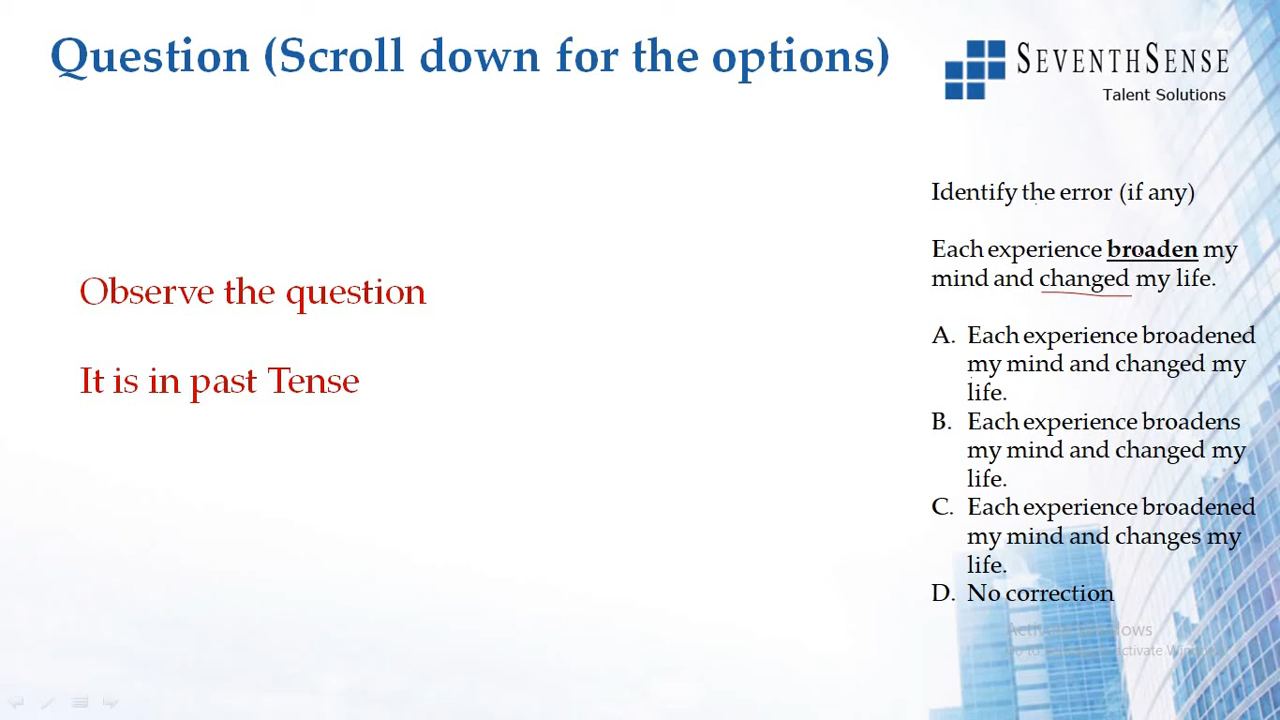 Question (Scroll down for the options)
SEVENTHSENSE
Talent Solutions
Observe the question
It is in past Tense
Identify the error (if any)
Each experience broaden my
mind and changed my life.
A. Each experience broadened
my mind and changed my
life.
B. Each experience broadens
my mind and changed my
life.
C. Each experience broadened
my mind and changes my
life.
D. No correction